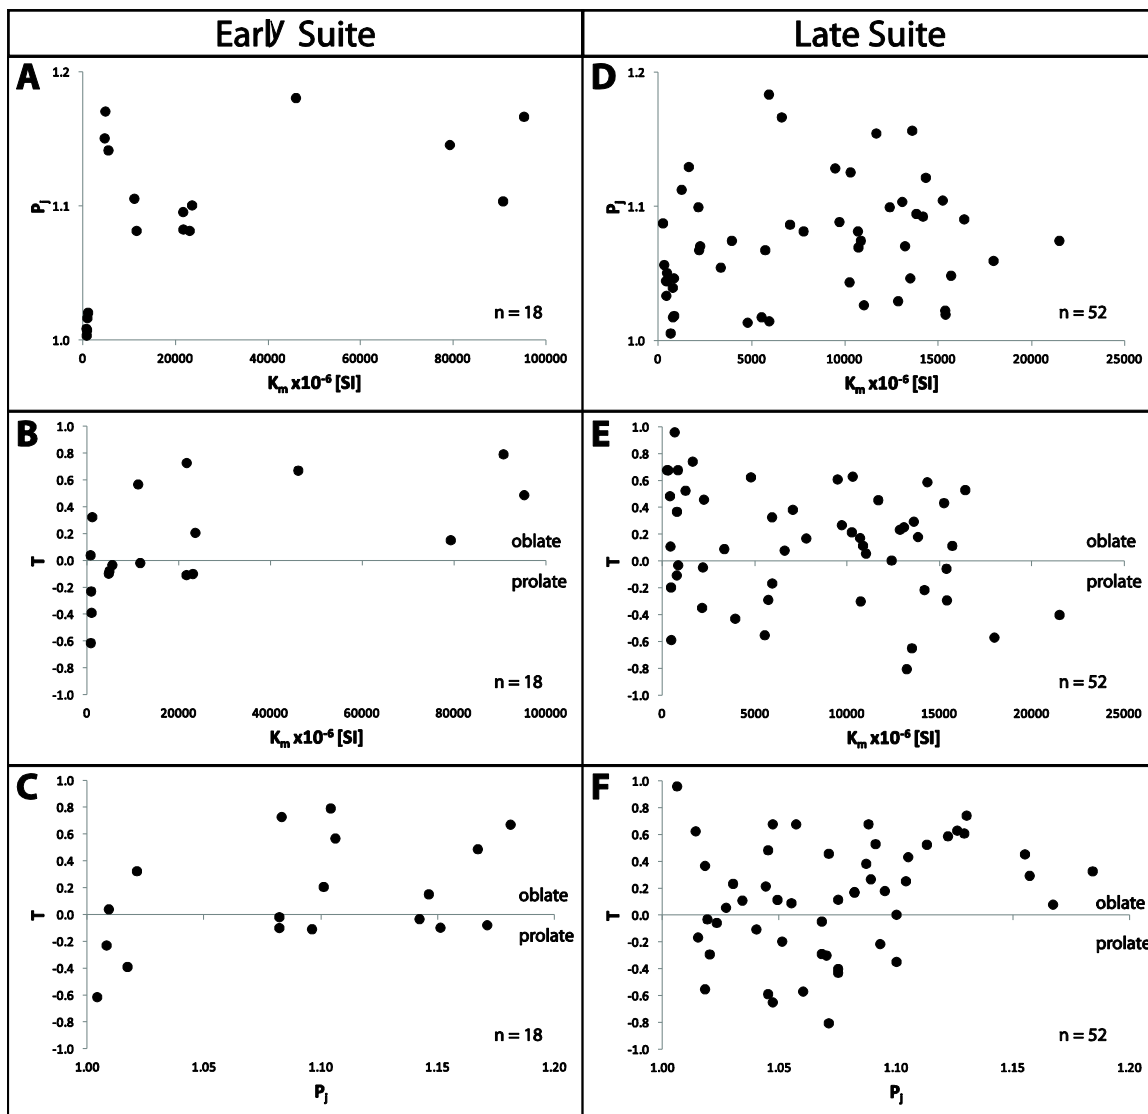 Early Suite
Late Suite
A
1.2
1.1
1.0
Pj
n = 18
0 20000 40000 60000 80000 100000
Km x10-6 [SI]
D
1.2
1.1
1.0
Pj
n = 52
0 5000 10000 15000 20000 25000
Km x10-6 [SI]
B
1.0
0.8
0.6
0.4
0.2
0.0
-0.2
-0.4
-0.6
-0.8
-1.0
T
oblate
prolate
n = 18
0 20000 40000 60000 80000 100000
Km x10-6 [SI]
E
1.0
0.8
0.6
0.4
0.2
0.0
-0.2
-0.4
-0.6
-0.8
-1.0
T
oblate
prolate
n = 52
0 5000 10000 15000 20000 25000
Km x10-6 [SI]
C
1.0
0.8
0.6
0.4
0.2
0.0
-0.2
-0.4
-0.6
-0.8
-1.0
T
oblate
prolate
n = 18
1.00 1.05 1.10 1.15 1.20
Pj
F
1.0
0.8
0.6
0.4
0.2
0.0
-0.2
-0.4
-0.6
-0.8
-1.0
T
oblate
prolate
n = 52
1.00 1.05 1.10 1.15 1.20
Pj